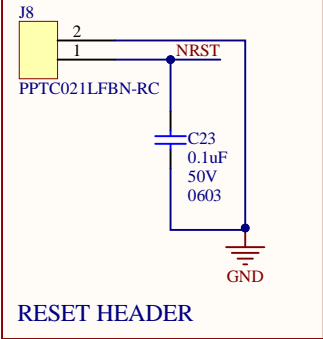 J8
2
1
NRST
PPTC021LFBN-RC
C23
0.1uF
50V
0603
GND
RESET HEADER